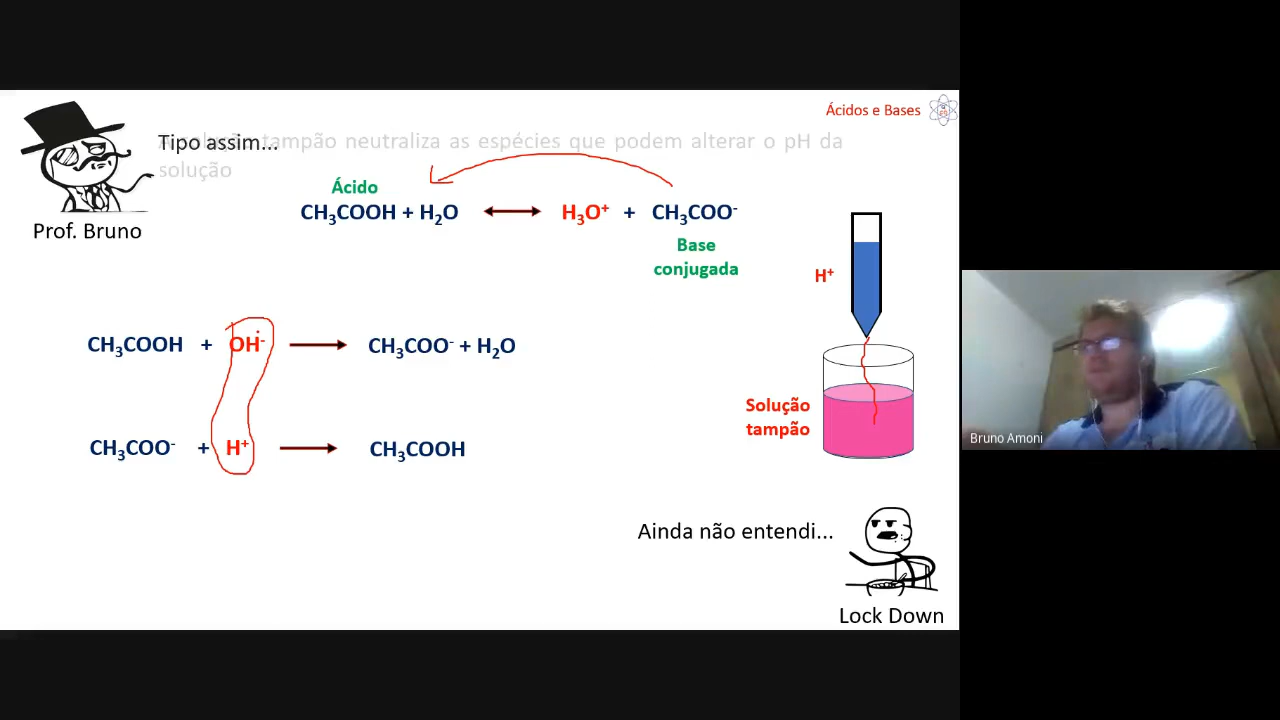 Ácidos e Bases
A solução tampão neutraliza as espécies que podem alterar o pH da
solução
Tipo assim...
Prof. Bruno
Ácido
CH₃COOH + H₂O ⟷ H₃O⁺ + CH₃COO⁻
Base
conjugada
H⁺
CH₃COOH + OH⁻ → CH₃COO⁻ + H₂O
Solução
tampão
CH₃COO⁻ + H⁺ → CH₃COOH
Bruno Amoni
Ainda não entendi...
Lock Down